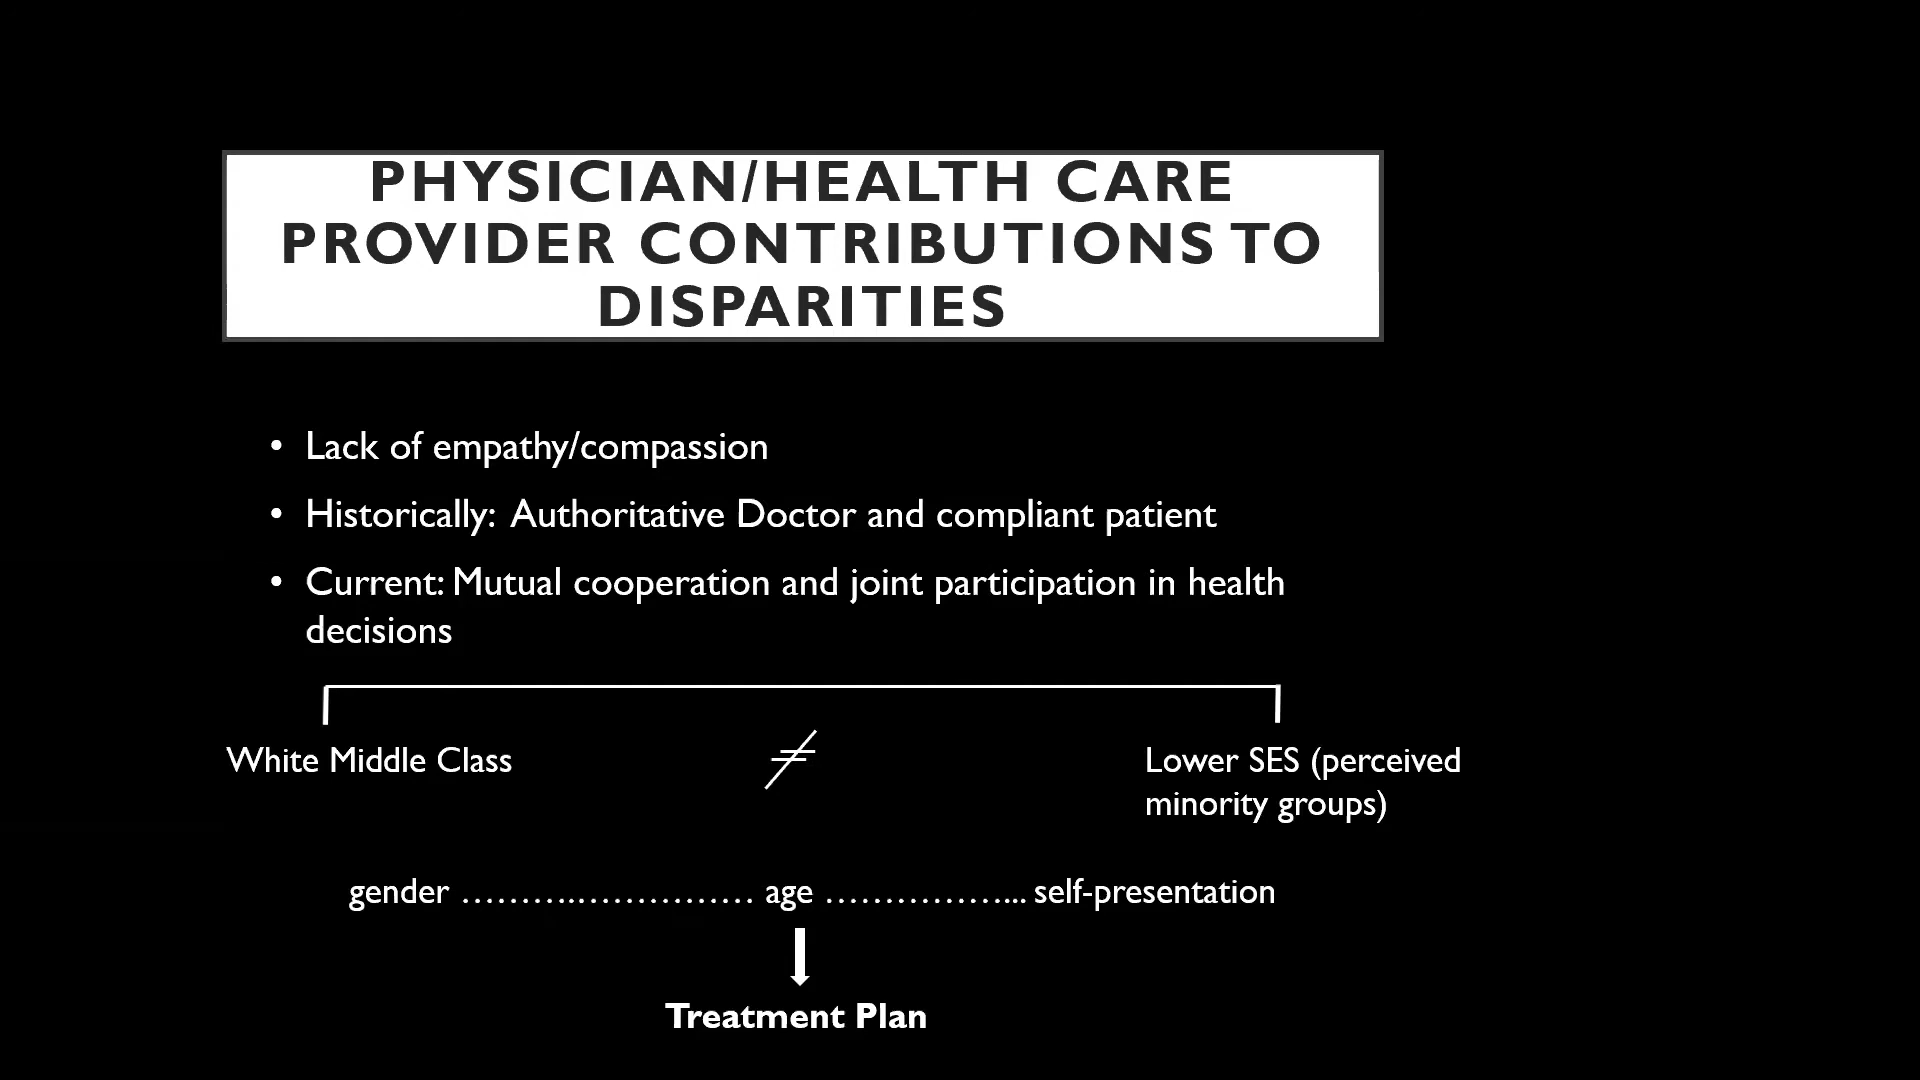 PHYSICIAN/HEALTH CARE
PROVIDER CONTRIBUTIONS TO
DISPARITIES
• Lack of empathy/compassion
• Historically: Authoritative Doctor and compliant patient
• Current: Mutual cooperation and joint participation in health
decisions
White Middle Class ≠ Lower SES (perceived
minority groups)
gender ……….…………… age ……………... self-presentation
Treatment Plan